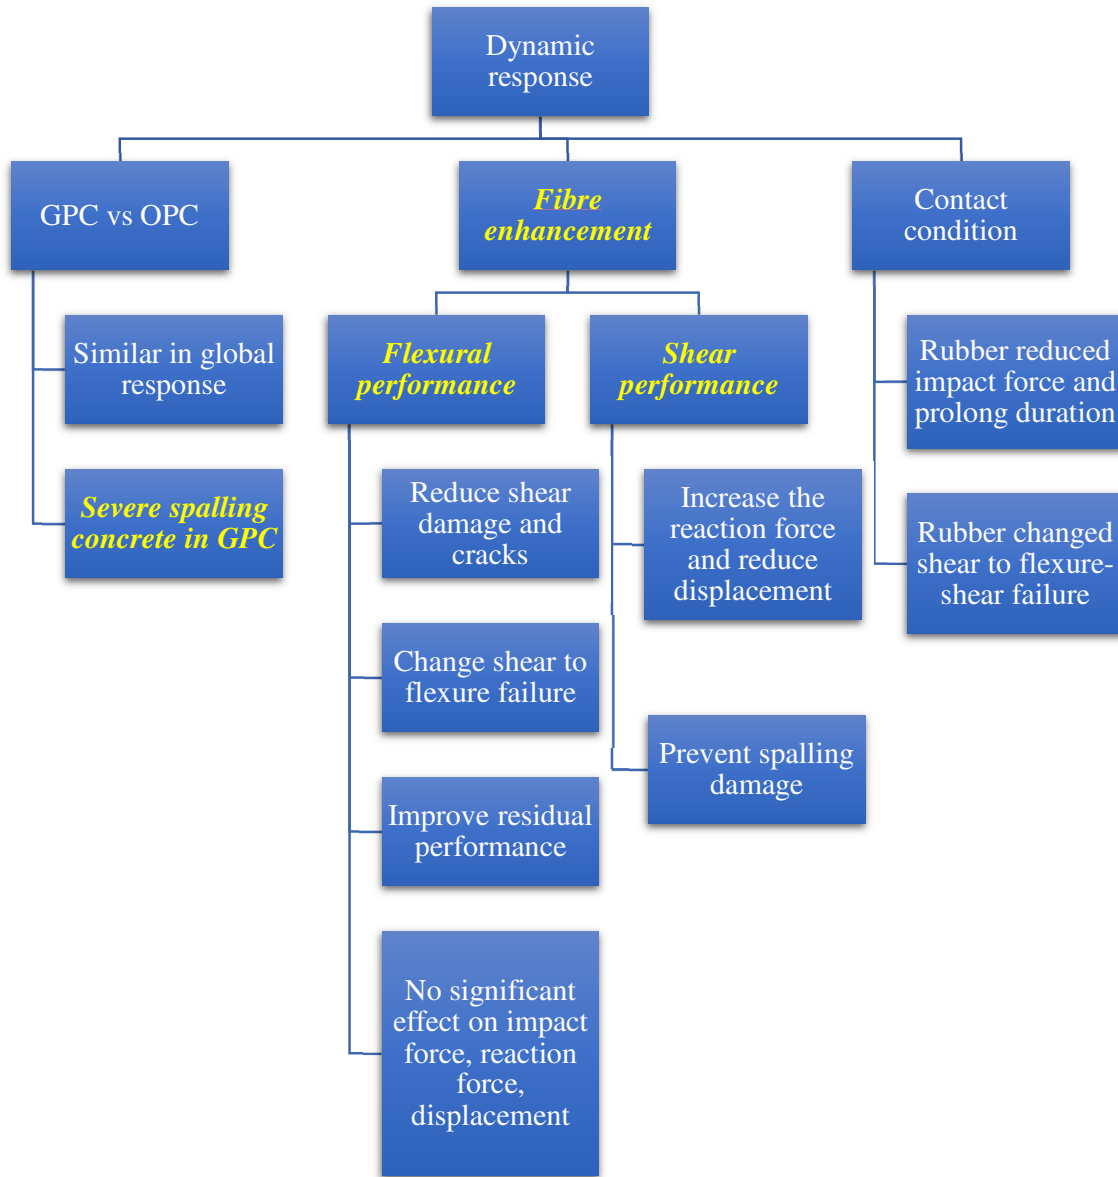 Dynamic
response
GPC vs OPC
Fibre
enhancement
Contact
condition
Similar in global
response
Severe spalling
concrete in GPC
Flexural
performance
Reduce shear
damage and
cracks
Change shear to
flexure failure
Improve residual
performance
No significant
effect on impact
force, reaction
force,
displacement
Shear
performance
Increase the
reaction force
and reduce
displacement
Prevent spalling
damage
Rubber reduced
impact force and
prolong duration
Rubber changed
shear to flexure-
shear failure